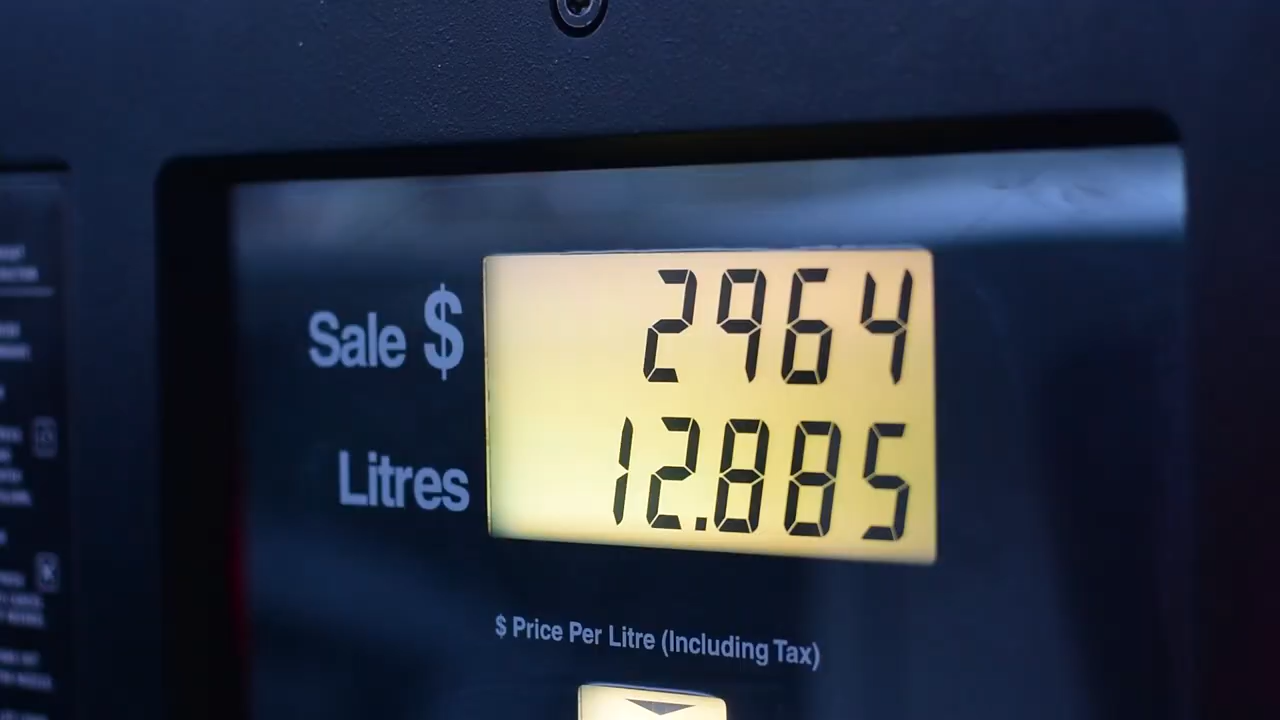 Sale $ 2964
Litres 12.885
$ Price Per Litre (Including Tax)